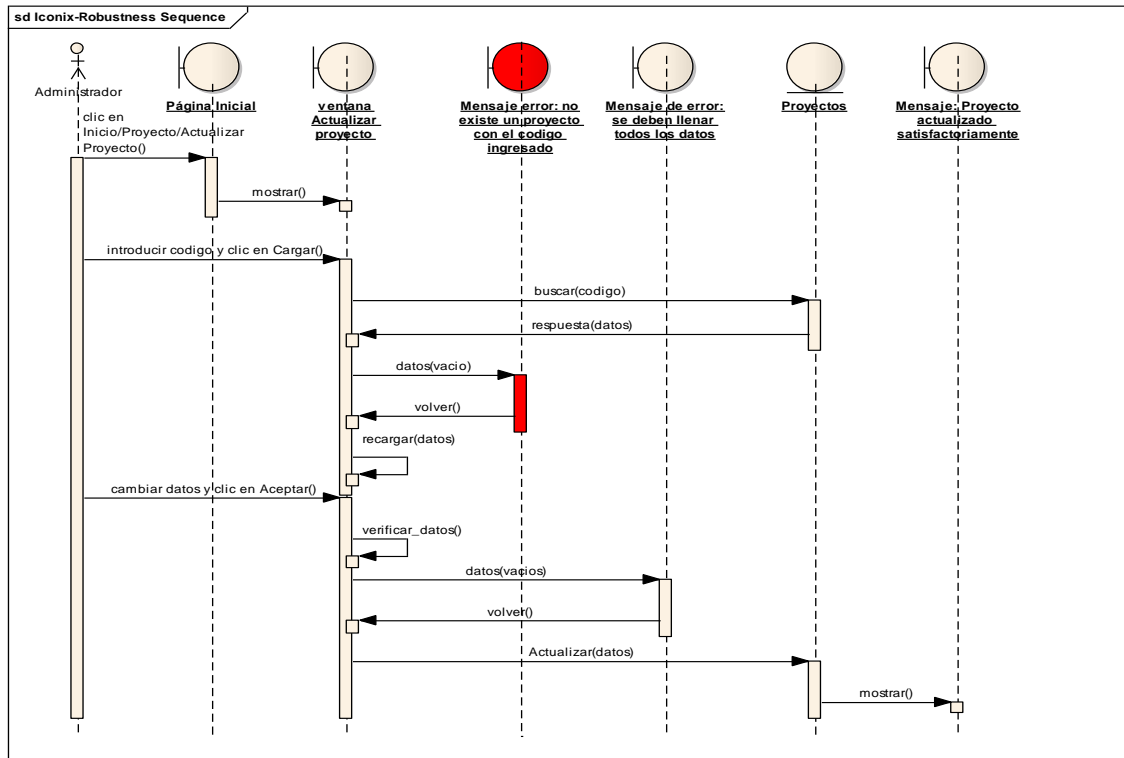 sd Iconix-Robustness Sequence
Administrador
Página Inicial
ventana
Actualizar
proyecto
Mensaje error: no
existe un proyecto
con el codigo
ingresado
Mensaje de error:
se deben llenar
todos los datos
Proyectos
Mensaje: Proyecto
actualizado
satisfactoriamente
clic en
Inicio/Proyecto/Actualizar
Proyecto()
mostrar()
introducir codigo y clic en Cargar()
buscar(codigo)
respuesta(datos)
datos(vacio)
volver()
recargar(datos)
cambiar datos y clic en Aceptar()
verificar_datos()
datos(vacios)
volver()
Actualizar(datos)
mostrar()